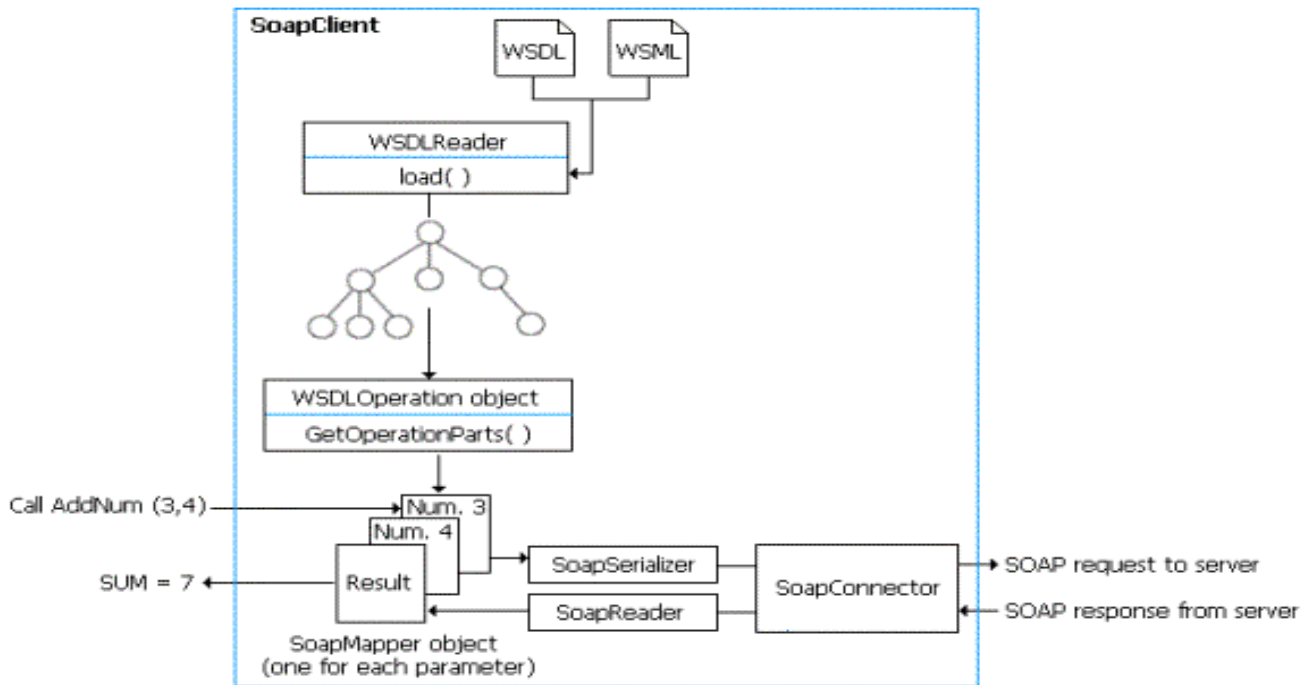 SoapClient
WSDL
WSML
WSDLReader
load( )
WSDLOperation object
GetOperationParts( )
Call AddNum (3,4)
Num. 3
Num. 4
Result
SUM = 7
SoapSerializer
SoapReader
SoapConnector
SOAP request to server
SOAP response from server
SoapMapper object
(one for each parameter)